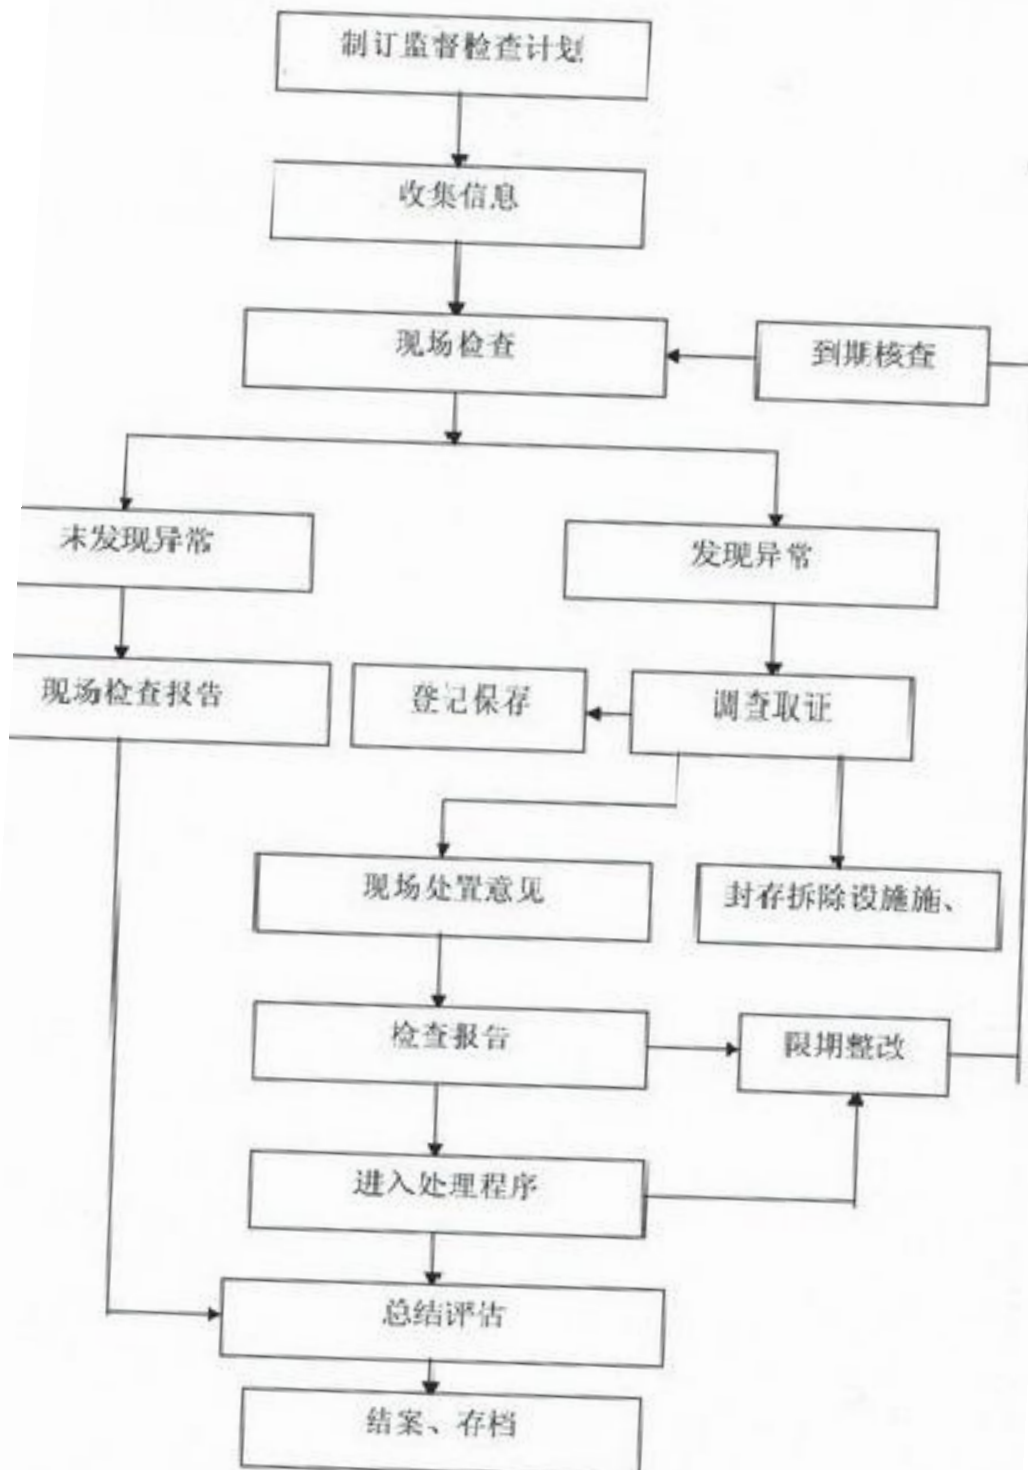 制订监督检查计划
收集信息
现场检查
到期核查
未发现异常
发现异常
现场检查报告
登记保存
调查取证
现场处置意见
封存拆除设施施、
检查报告
限期整改
进入处理程序
总结评估
结案、存档